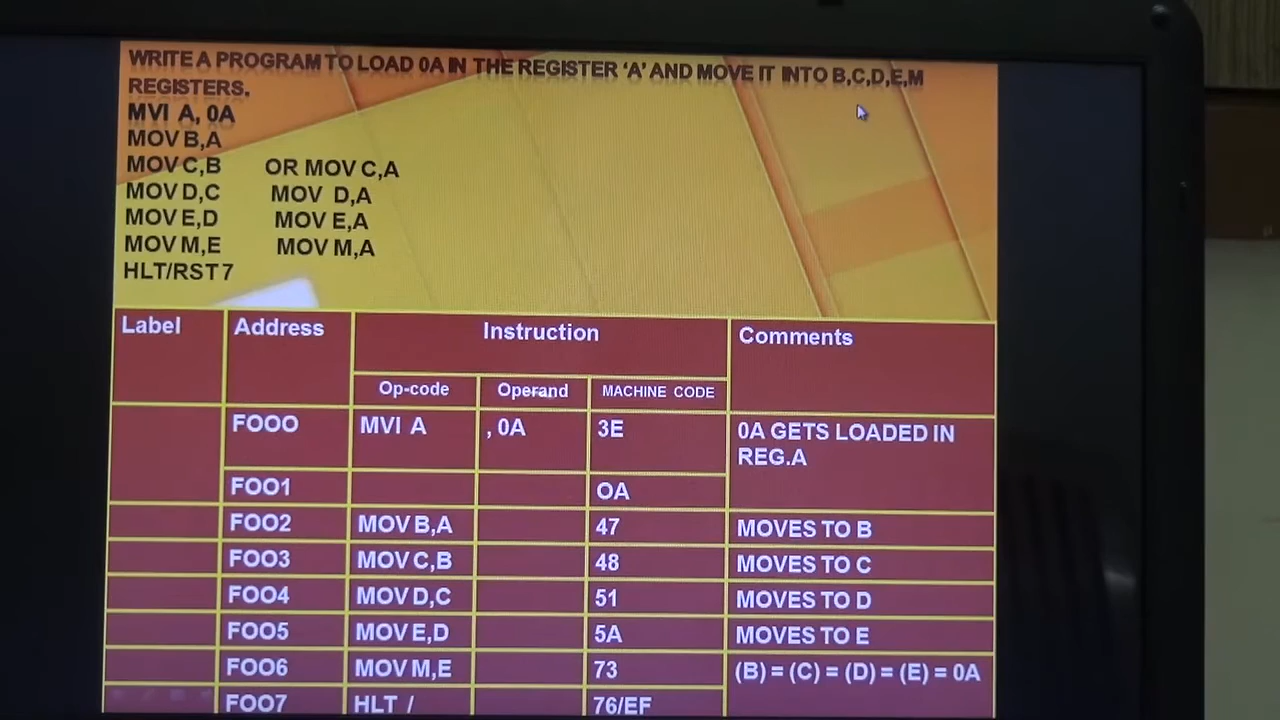 WRITE A PROGRAM TO LOAD 0A IN THE REGISTER ‘A’ AND MOVE IT INTO B,C,D,E,M
REGISTERS.
MVI A, 0A
MOV B,A
MOV C,B OR MOV C,A
MOV D,C MOV D,A
MOV E,D MOV E,A
MOV M,E MOV M,A
HLT/RST 7
Label Address Instruction Comments
Op-code Operand MACHINE CODE
FOOO MVI A , 0A 3E 0A GETS LOADED IN
REG.A
FOO1 OA
FOO2 MOV B,A 47 MOVES TO B
FOO3 MOV C,B 48 MOVES TO C
FOO4 MOV D,C 51 MOVES TO D
FOO5 MOV E,D 5A MOVES TO E
FOO6 MOV M,E 73 (B) = (C) = (D) = (E) = 0A
FOO7 HLT / 76/EF